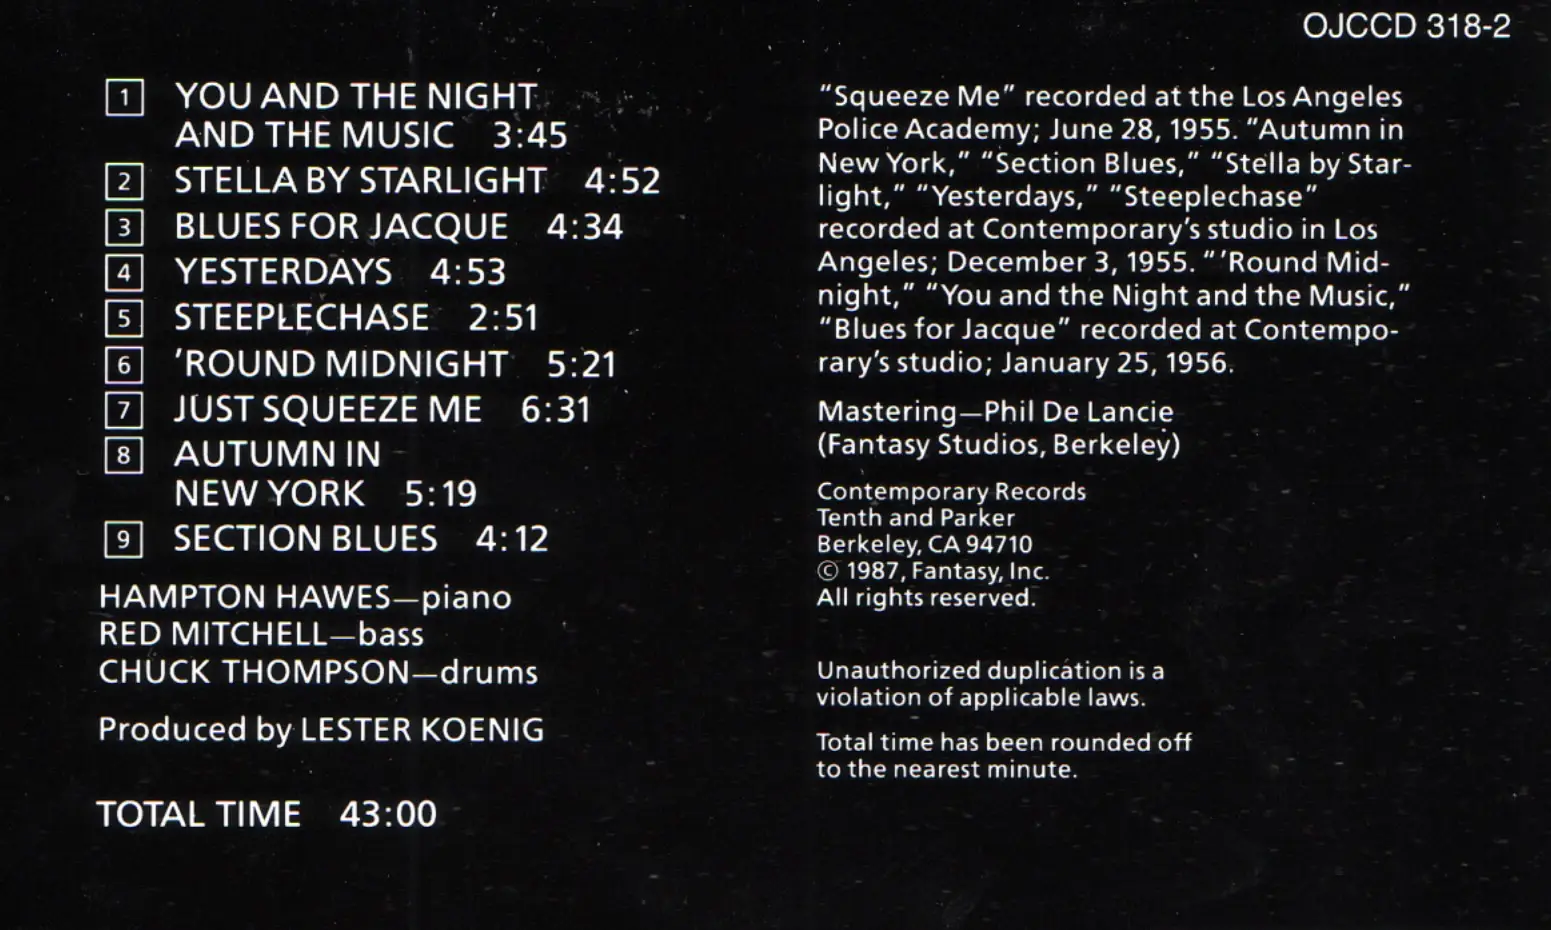 OJCCD 318-2
1 YOU AND THE NIGHT
AND THE MUSIC 3:45
2 STELLA BY STARLIGHT 4:52
3 BLUES FOR JACQUE 4:34
4 YESTERDAYS 4:53
5 STEEPLECHASE 2:51
6 ’ROUND MIDNIGHT 5:21
7 JUST SQUEEZE ME 6:31
8 AUTUMN IN
NEW YORK 5:19
9 SECTION BLUES 4:12
HAMPTON HAWES—piano
RED MITCHELL—bass
CHUCK THOMPSON—drums
Produced by LESTER KOENIG
TOTAL TIME 43:00
“Squeeze Me” recorded at the Los Angeles
Police Academy; June 28, 1955. “Autumn in
New York,” “Section Blues,” “Stella by Star-
light,” “Yesterdays,” “Steeplechase”
recorded at Contemporary’s studio in Los
Angeles; December 3, 1955. “’Round Mid-
night,” “You and the Night and the Music,”
“Blues for Jacque” recorded at Contempo-
rary’s studio; January 25, 1956.
Mastering—Phil De Lancie
(Fantasy Studios, Berkeley)
Contemporary Records
Tenth and Parker
Berkeley, CA 94710
© 1987, Fantasy, Inc.
All rights reserved.
Unauthorized duplication is a
violation of applicable laws.
Total time has been rounded off
to the nearest minute.